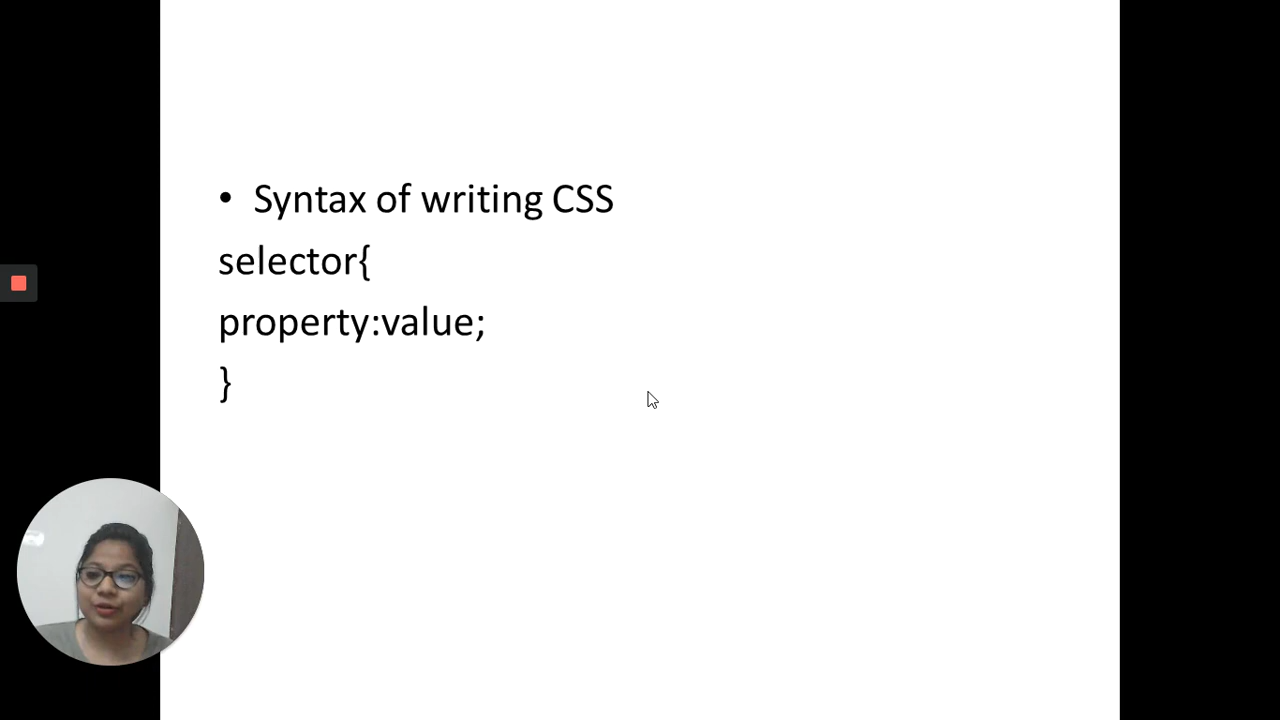 • Syntax of writing CSS
selector{
property:value;
}